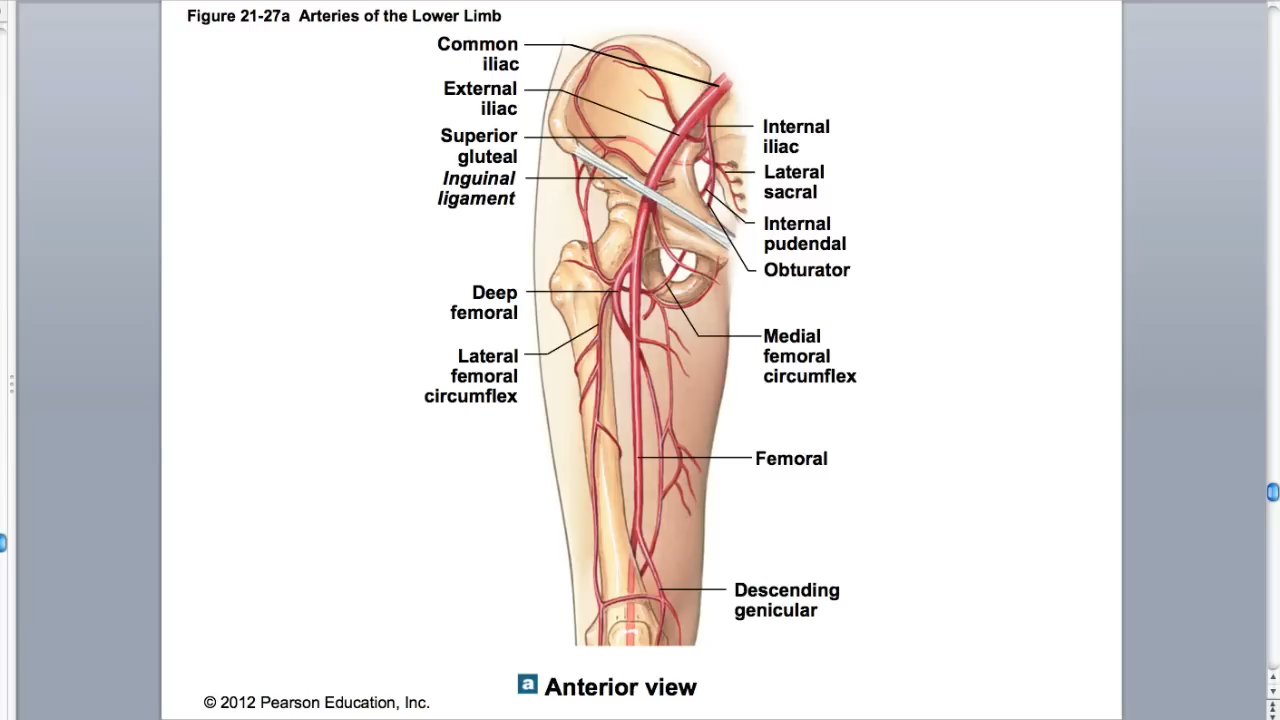 Figure 21-27a Arteries of the Lower Limb
Common
iliac
External
iliac
Superior
gluteal
Inguinal
ligament
Deep
femoral
Lateral
femoral
circumflex
Internal
iliac
Lateral
sacral
Internal
pudendal
Obturator
Medial
femoral
circumflex
Femoral
Descending
genicular
a Anterior view
© 2012 Pearson Education, Inc.